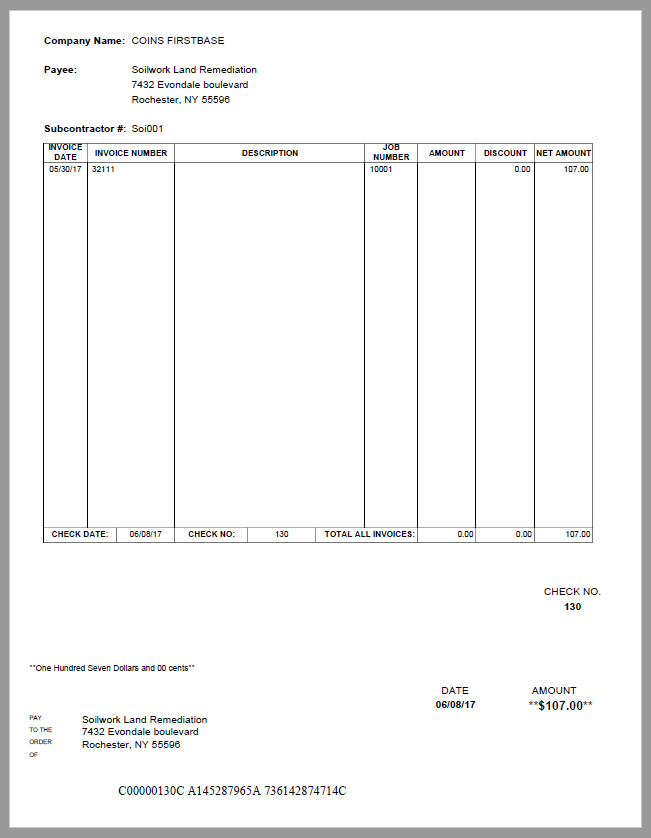 Company Name: COINS FIRSTBASE
Payee: Soilwork Land Remediation
7432 Evondale boulevard
Rochester, NY 55596
Subcontractor #: Soi001
INVOICE DATE INVOICE NUMBER DESCRIPTION JOB NUMBER AMOUNT DISCOUNT NET AMOUNT
05/30/17 32111 10001 0.00 107.00
CHECK DATE: 06/08/17 CHECK NO: 130 TOTAL ALL INVOICES: 0.00 0.00 107.00
CHECK NO.
130
**One Hundred Seven Dollars and 00 cents**
DATE AMOUNT
06/08/17 **$107.00**
PAY Soilwork Land Remediation
TO THE 7432 Evondale boulevard
ORDER Rochester, NY 55596
OF
C00000130C A145287965A 736142874714C